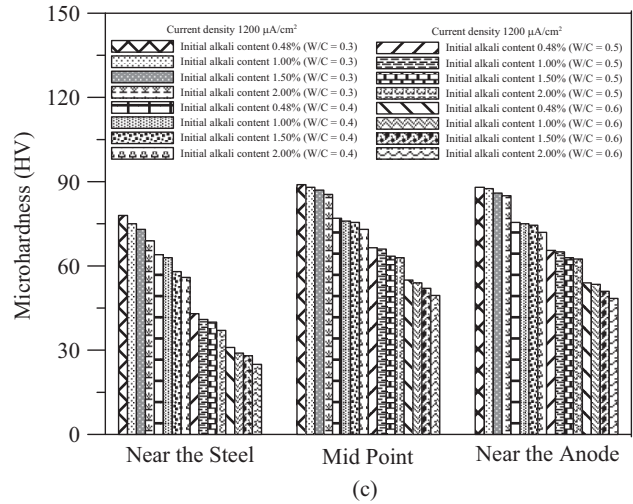 Current density 1200 μA/cm²
Initial alkali content 0.48% (W/C = 0.3)
Initial alkali content 1.00% (W/C = 0.3)
Initial alkali content 1.50% (W/C = 0.3)
Initial alkali content 2.00% (W/C = 0.3)
Initial alkali content 0.48% (W/C = 0.4)
Initial alkali content 1.00% (W/C = 0.4)
Initial alkali content 1.50% (W/C = 0.4)
Initial alkali content 2.00% (W/C = 0.4)
Current density 1200 μA/cm²
Initial alkali content 0.48% (W/C = 0.5)
Initial alkali content 1.00% (W/C = 0.5)
Initial alkali content 1.50% (W/C = 0.5)
Initial alkali content 2.00% (W/C = 0.5)
Initial alkali content 0.48% (W/C = 0.6)
Initial alkali content 1.00% (W/C = 0.6)
Initial alkali content 1.50% (W/C = 0.6)
Initial alkali content 2.00% (W/C = 0.6)
Microhardness (HV)
150
120
90
60
30
0
Near the Steel
Mid Point
Near the Anode
(c)